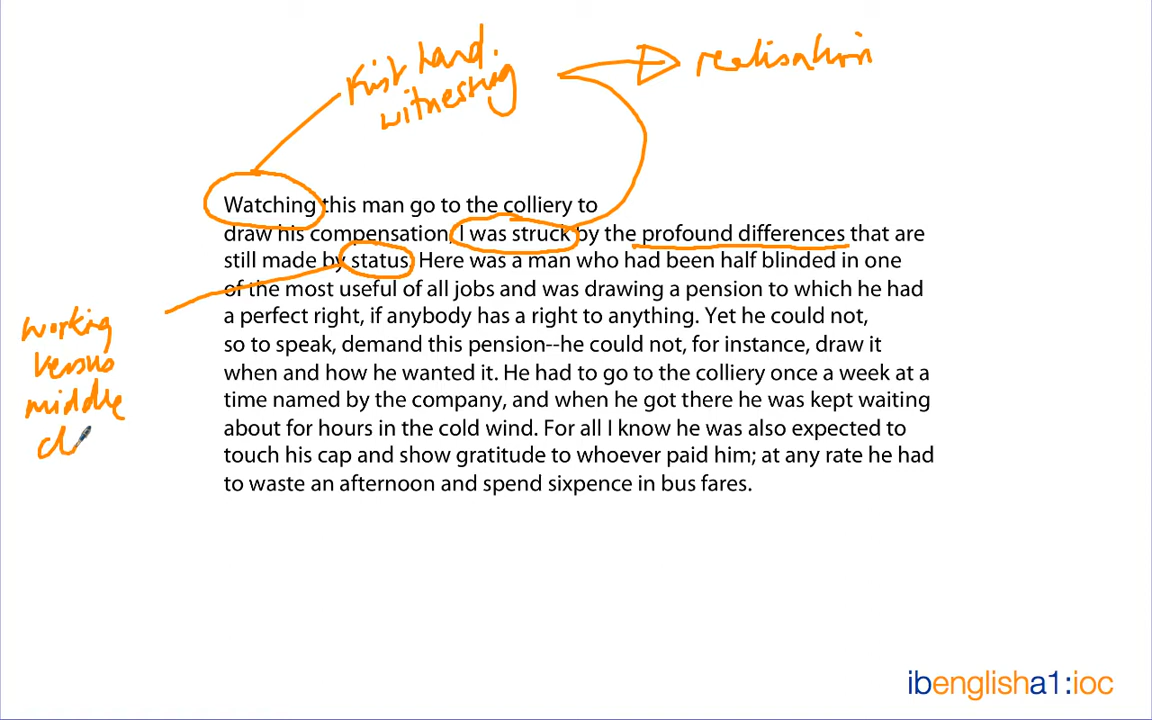 first hand.
witnessing
realisation
Watching this man go to the colliery to
draw his compensation, I was struck by the profound differences that are
still made by status. Here was a man who had been half blinded in one
of the most useful of all jobs and was drawing a pension to which he had
a perfect right, if anybody has a right to anything. Yet he could not,
so to speak, demand this pension--he could not, for instance, draw it
when and how he wanted it. He had to go to the colliery once a week at a
time named by the company, and when he got there he was kept waiting
about for hours in the cold wind. For all I know he was also expected to
touch his cap and show gratitude to whoever paid him; at any rate he had
to waste an afternoon and spend sixpence in bus fares.
working
versus
middle
cl
ibenglisha1:ioc